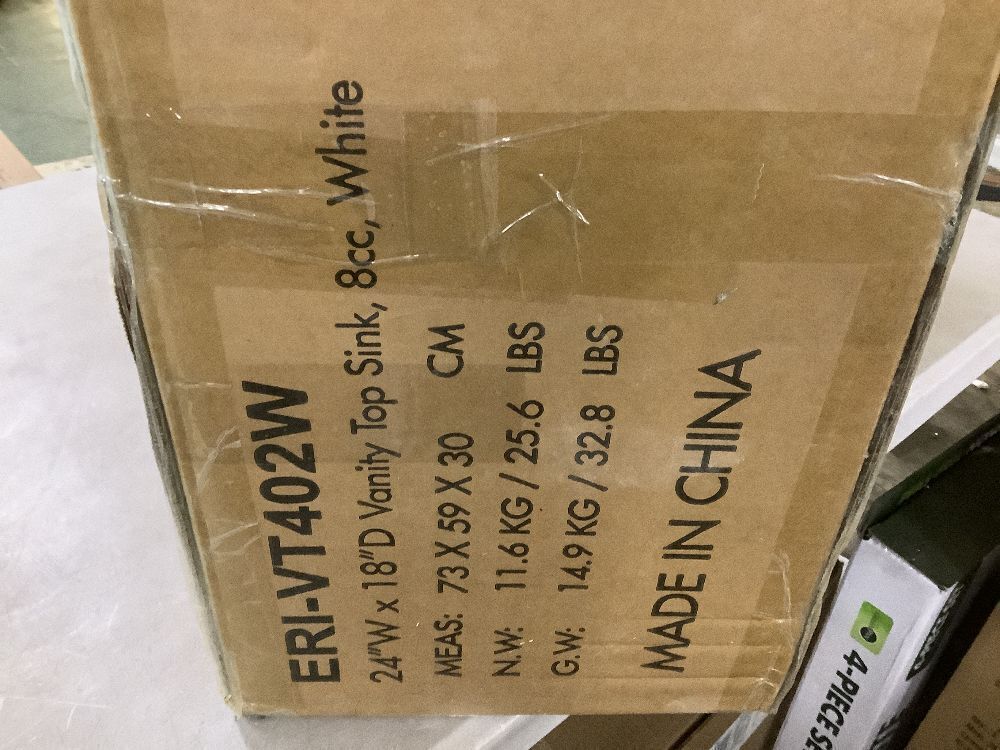 ERI-VT402W
24"W x 18"D Vanity Top Sink, 8cc, White
MEAS: 73 X 59 X 30 CM
N.W: 11.6 KG / 25.6 LBS
G.W: 14.9 KG / 32.8 LBS
MADE IN CHINA
4-PIECE SE